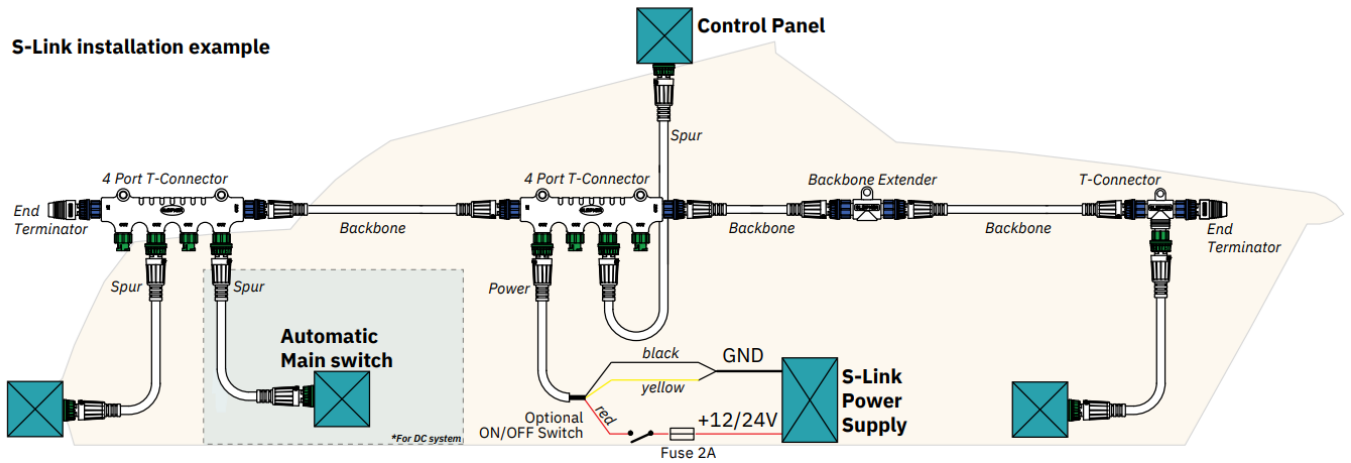 S-Link installation example
Control Panel
Spur
4 Port T-Connector
4 Port T-Connector
Backbone Extender
T-Connector
End
Terminator
Backbone
Backbone
Backbone
End
Terminator
Spur
Spur
Power
Automatic
Main switch
*For DC system
black
GND
yellow
red
Optional
ON/OFF Switch
+12/24V
Fuse 2A
S-Link
Power
Supply